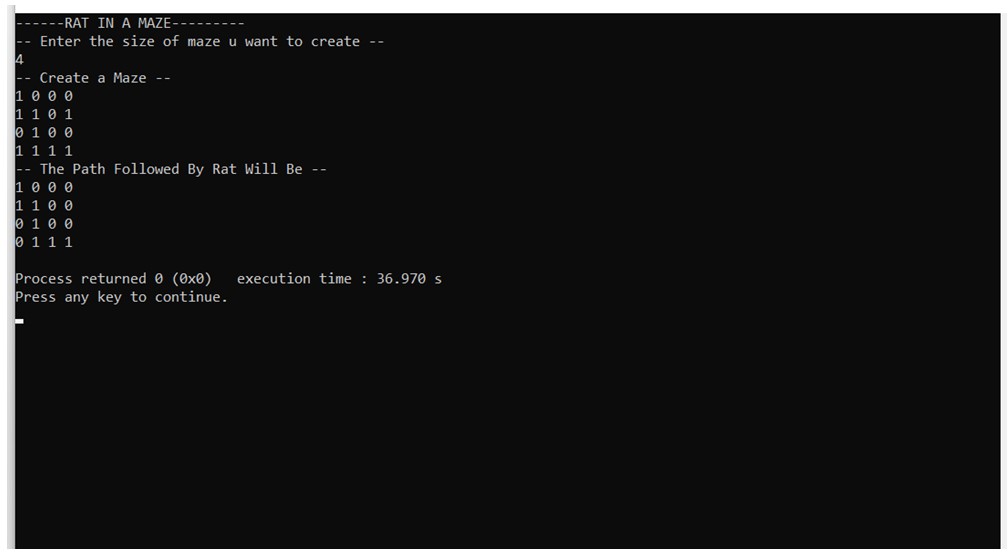 ------RAT IN A MAZE---------
-- Enter the size of maze u want to create --
4
-- Create a Maze --
1 0 0 0
1 1 0 1
0 1 0 0
1 1 1 1
-- The Path Followed By Rat Will Be --
1 0 0 0
1 1 0 0
0 1 0 0
0 1 1 1
Process returned 0 (0x0)   execution time : 36.970 s
Press any key to continue.